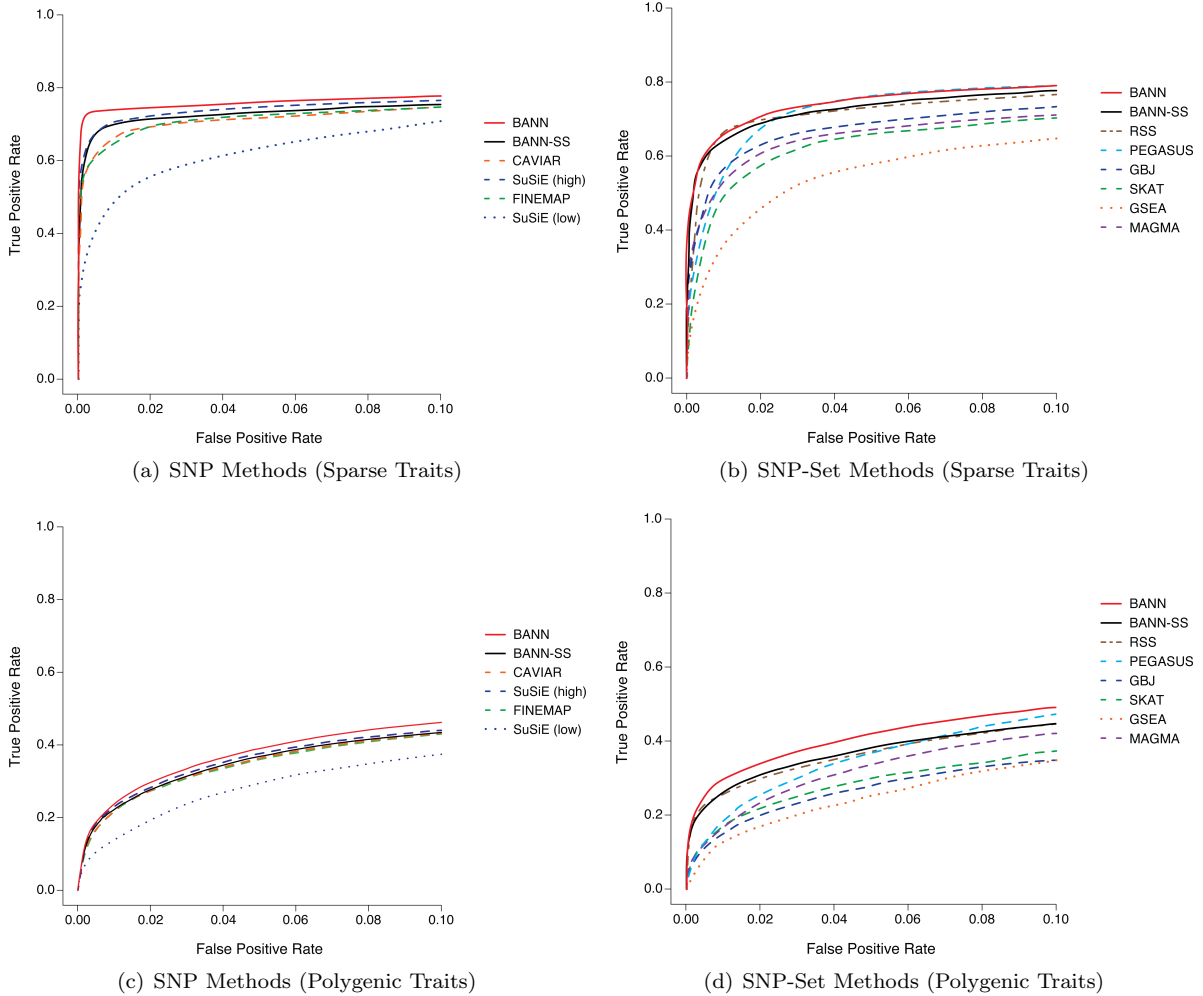 1.0
0.8
0.6
0.4
0.2
0.0
True Positive Rate
0.00 0.02 0.04 0.06 0.08 0.10
False Positive Rate
BANN
BANN-SS
CAVIAR
SuSiE (high)
FINEMAP
SuSiE (low)
(a) SNP Methods (Sparse Traits)
1.0
0.8
0.6
0.4
0.2
0.0
True Positive Rate
0.00 0.02 0.04 0.06 0.08 0.10
False Positive Rate
BANN
BANN-SS
RSS
PEGASUS
GBJ
SKAT
GSEA
MAGMA
(b) SNP-Set Methods (Sparse Traits)
1.0
0.8
0.6
0.4
0.2
0.0
True Positive Rate
0.00 0.02 0.04 0.06 0.08 0.10
False Positive Rate
BANN
BANN-SS
CAVIAR
SuSiE (high)
FINEMAP
SuSiE (low)
(c) SNP Methods (Polygenic Traits)
1.0
0.8
0.6
0.4
0.2
0.0
True Positive Rate
0.00 0.02 0.04 0.06 0.08 0.10
False Positive Rate
BANN
BANN-SS
RSS
PEGASUS
GBJ
SKAT
GSEA
MAGMA
(d) SNP-Set Methods (Polygenic Traits)